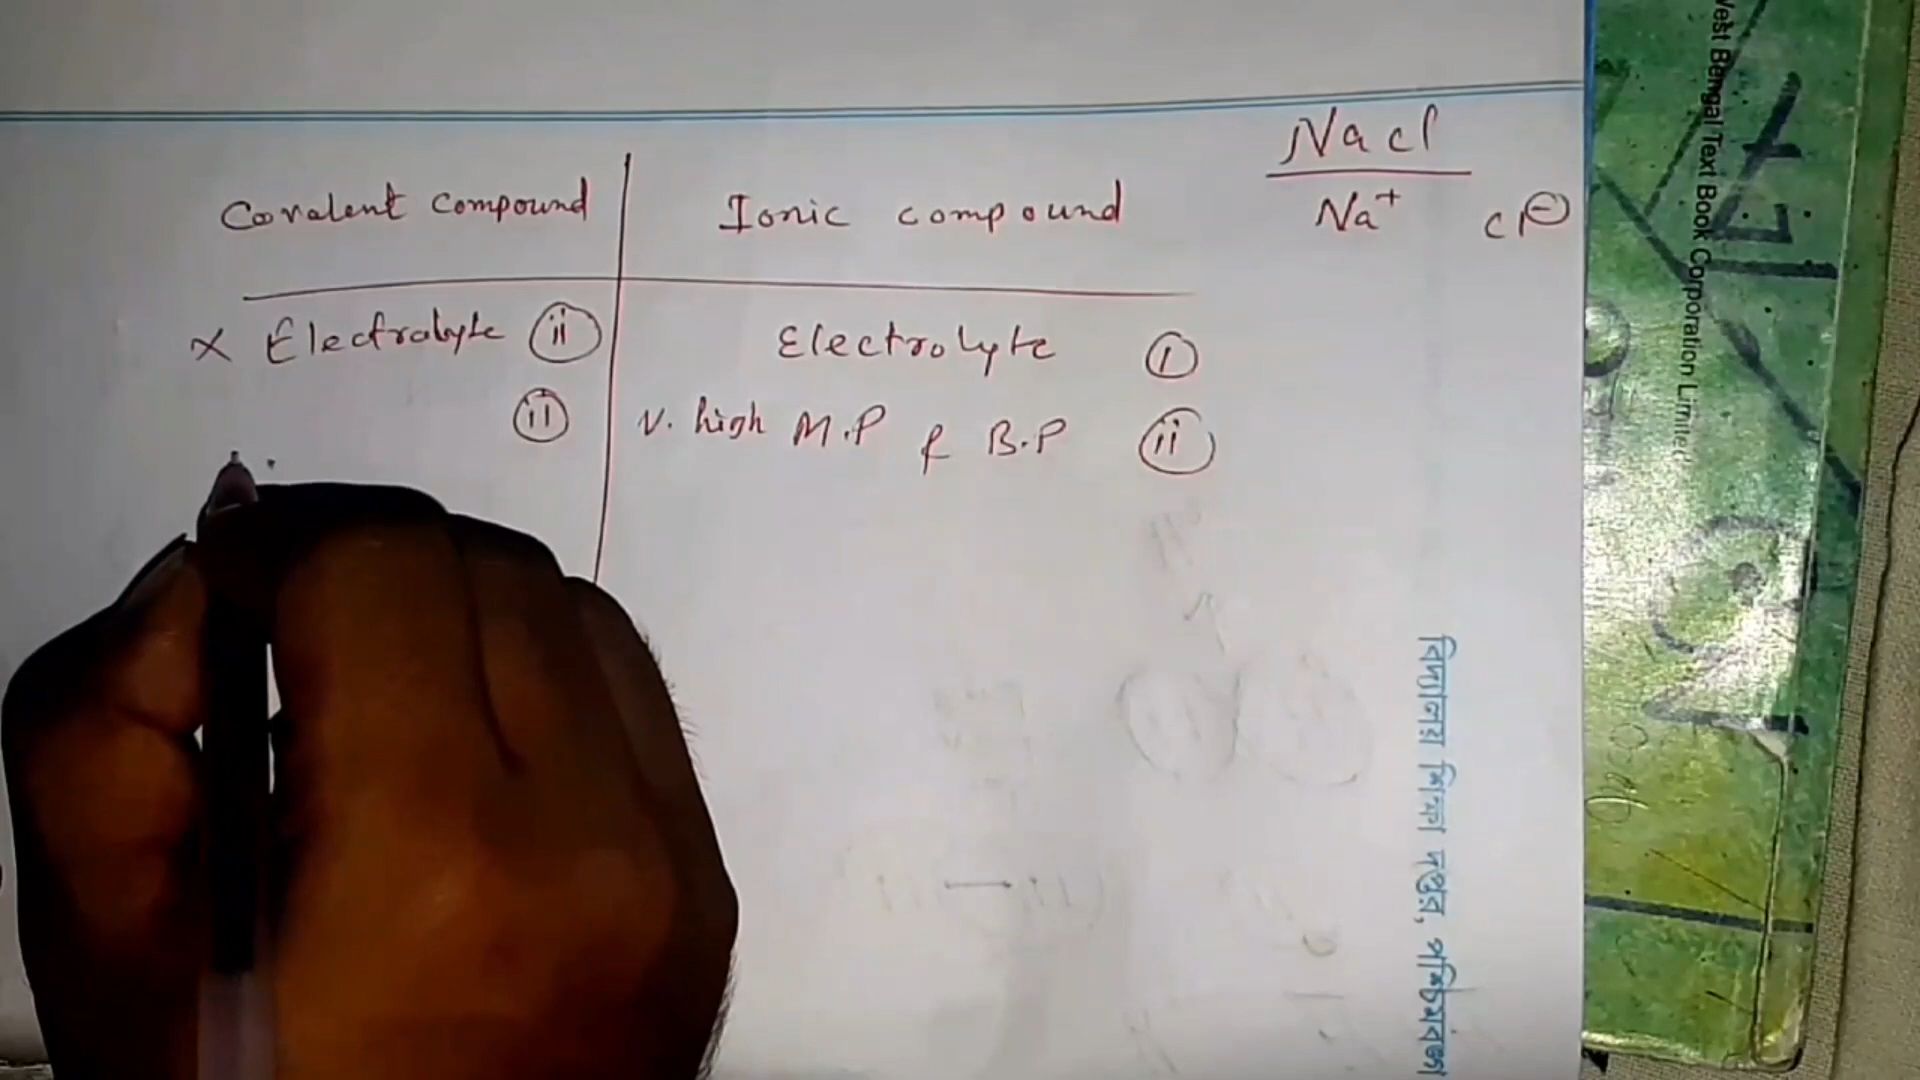 NaCl
Covalent Compound
Ionic compound
Na⁺ Cl⊖
× Electrolyte ii
Electrolyte i
ii
V. high M.P & B.P ii
বিদ্যালয় শিক্ষা দপ্তর, পশ্চিমবঙ্গ
West Bengal Text Book Corporation Limited